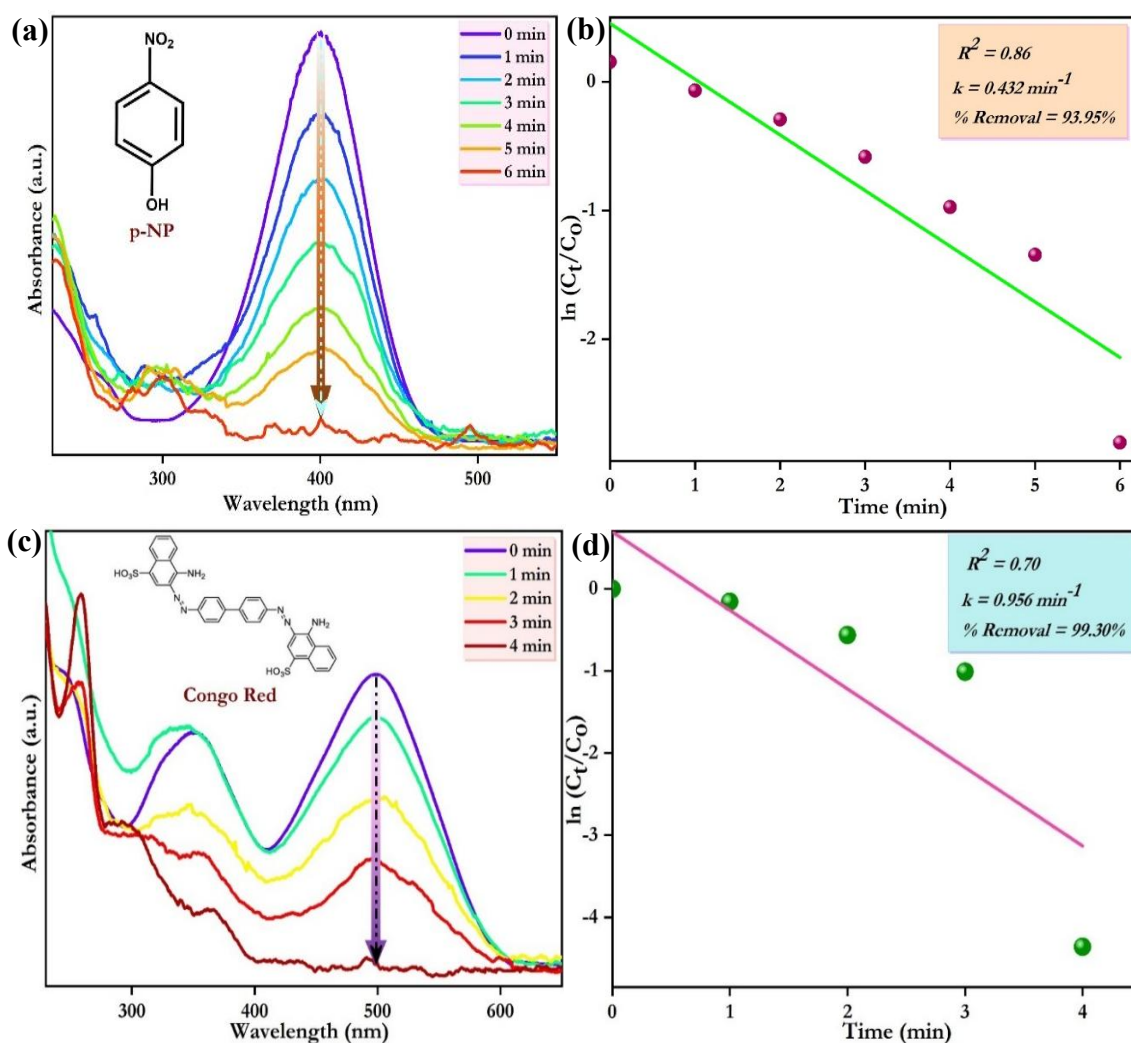 (a)
NO₂
OH
p-NP
0 min
1 min
2 min
3 min
4 min
5 min
6 min
Absorbance (a.u.)
300
400
500
Wavelength (nm)
(b)
R² = 0.86
k = 0.432 min⁻¹
% Removal = 93.95%
ln (Cₜ/Cₒ)
0
-1
-2
0
1
2
3
4
5
6
Time (min)
(c)
HO₃S
NH₂
N
N
N
N
NH₂
HO₃S
Congo Red
0 min
1 min
2 min
3 min
4 min
Absorbance (a.u.)
300
400
500
600
Wavelength (nm)
(d)
R² = 0.70
k = 0.956 min⁻¹
% Removal = 99.30%
ln (Cₜ/Cₒ)
0
-1
-2
-3
-4
0
1
2
3
4
Time (min)